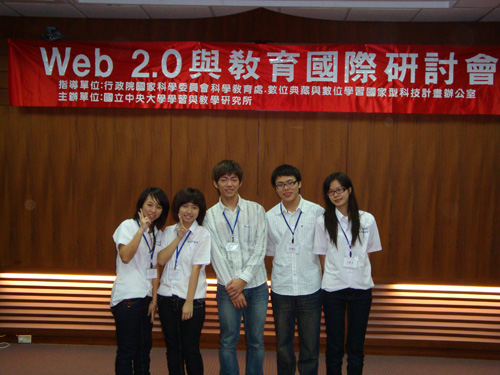 Web 2.0與教育國際研討會
指導單位:行政院國家科學委員會科學教育處.數位典藏與數位學習國家型科技計畫辦公室
主辦單位:國立中央大學學習與教學研究所